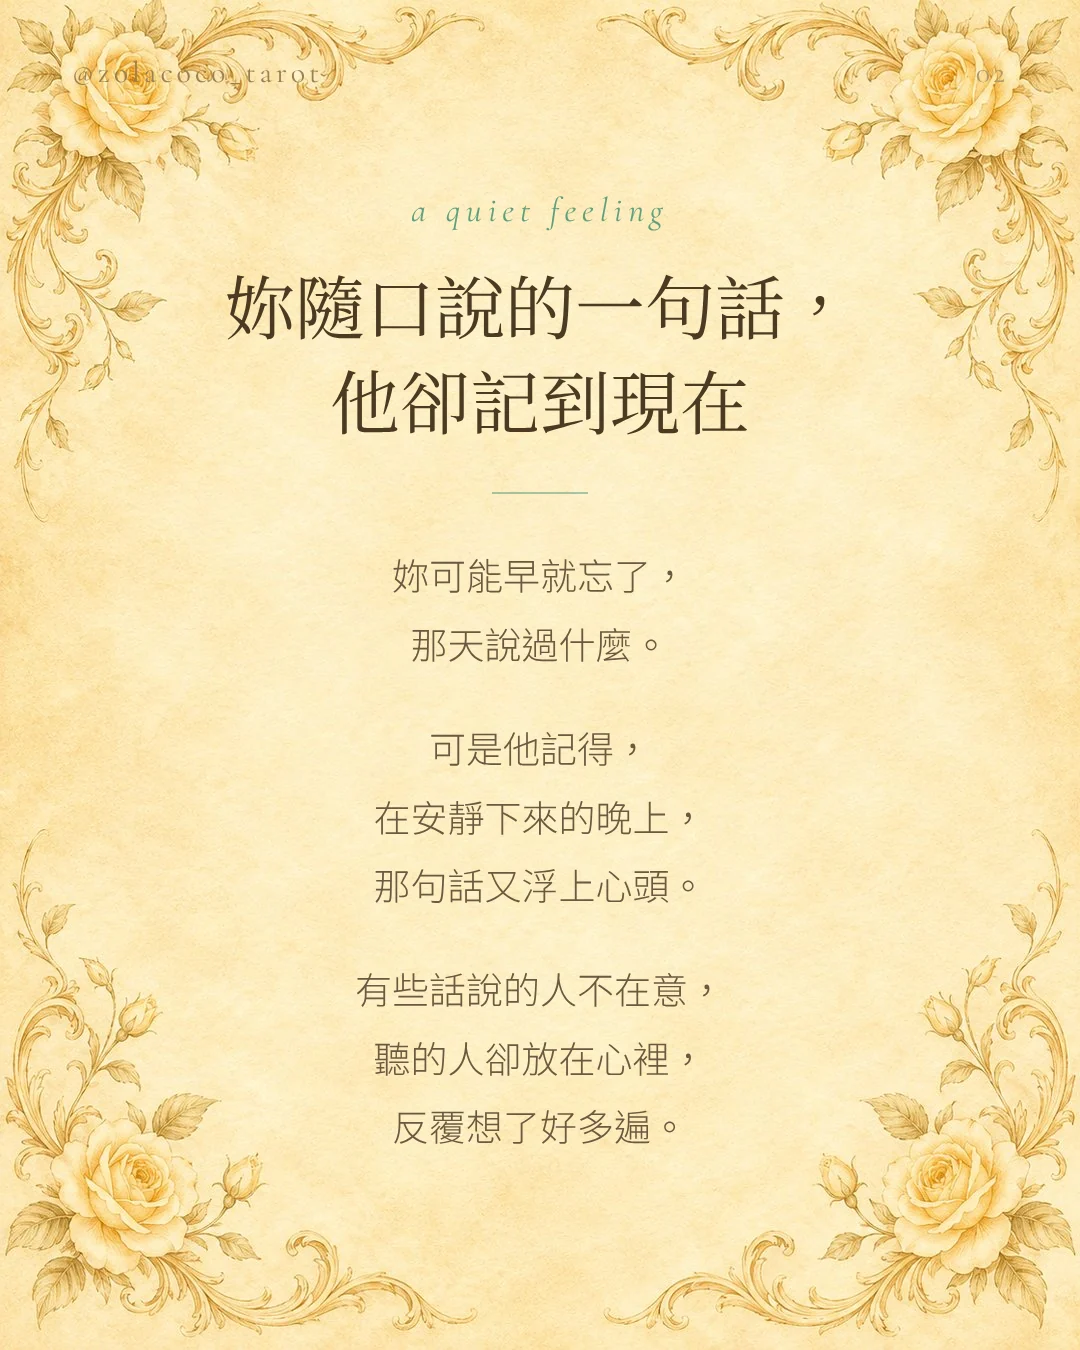 @zolacoco_tarot
02
a quiet feeling
妳隨口說的一句話，
他卻記到現在
妳可能早就忘了，
那天說過什麼。
可是他記得，
在安靜下來的晚上，
那句話又浮上心頭。
有些話說的人不在意，
聽的人卻放在心裡，
反覆想了好多遍。